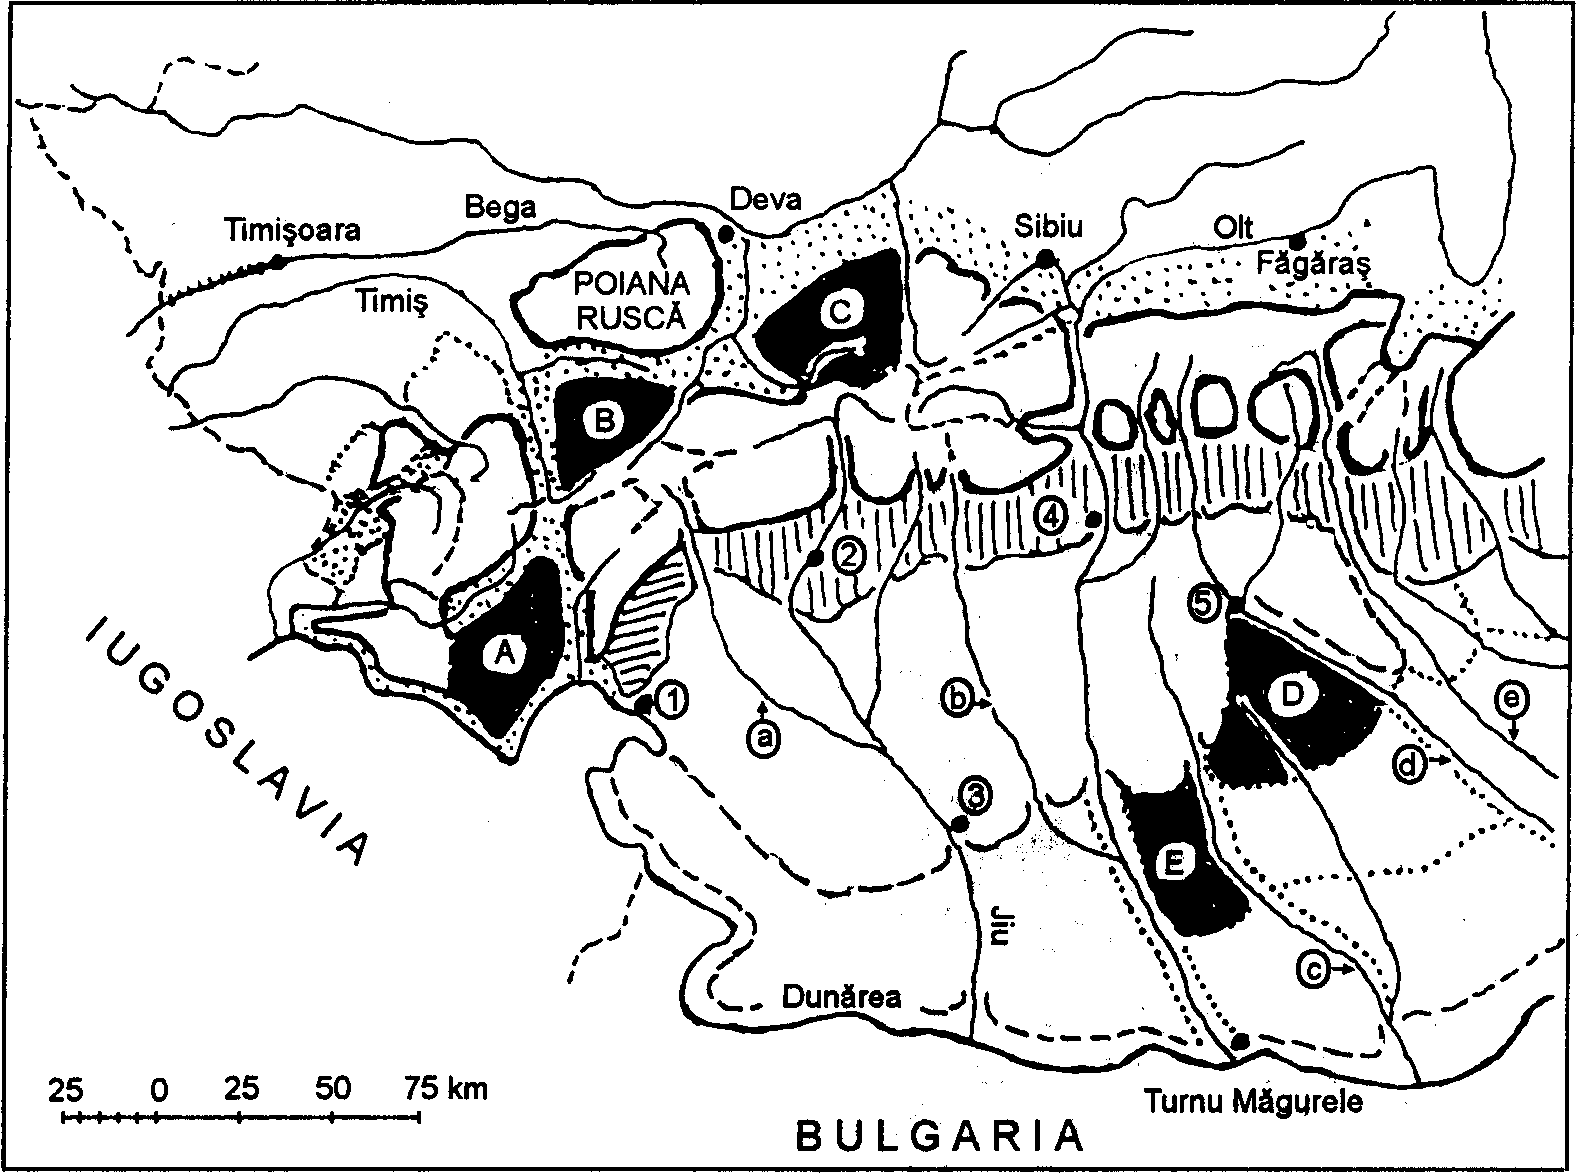 Deva
Bega
Timişoara
Sibiu
Olt
Făgăraş
POIANA
RUSCĂ
Timiş
C
B
4
2
5
A
IUGOSLAVIA
1
a
b
D
e
d
3
E
Jiu
c
Dunărea
25 0 25 50 75 km
Turnu Măgurele
BULGARIA